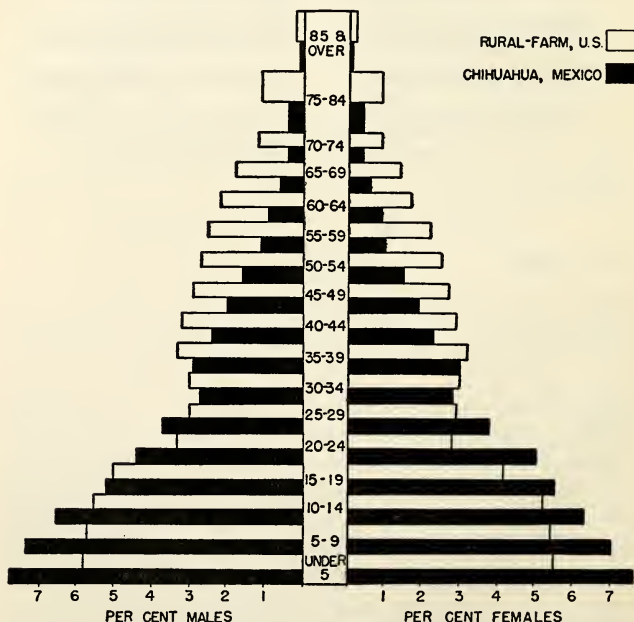 85 &
OVER
RURAL-FARM, U.S.
CHIHUAHUA, MEXICO
75-84
70-74
65-69
60-64
55-59
50-54
45-49
40-44
35-39
30-34
25-29
20-24
15-19
10-14
5-9
UNDER
5
7 6 5 4 3 2 1 1 2 3 4 5 6 7
PER CENT MALES PER CENT FEMALES